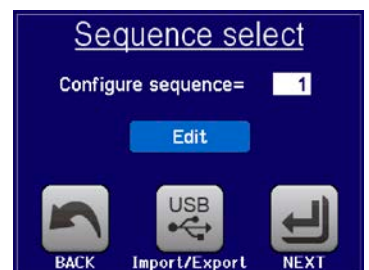 Sequence select
Configure sequence= 1
Edit
USB
BACK Import/Export NEXT